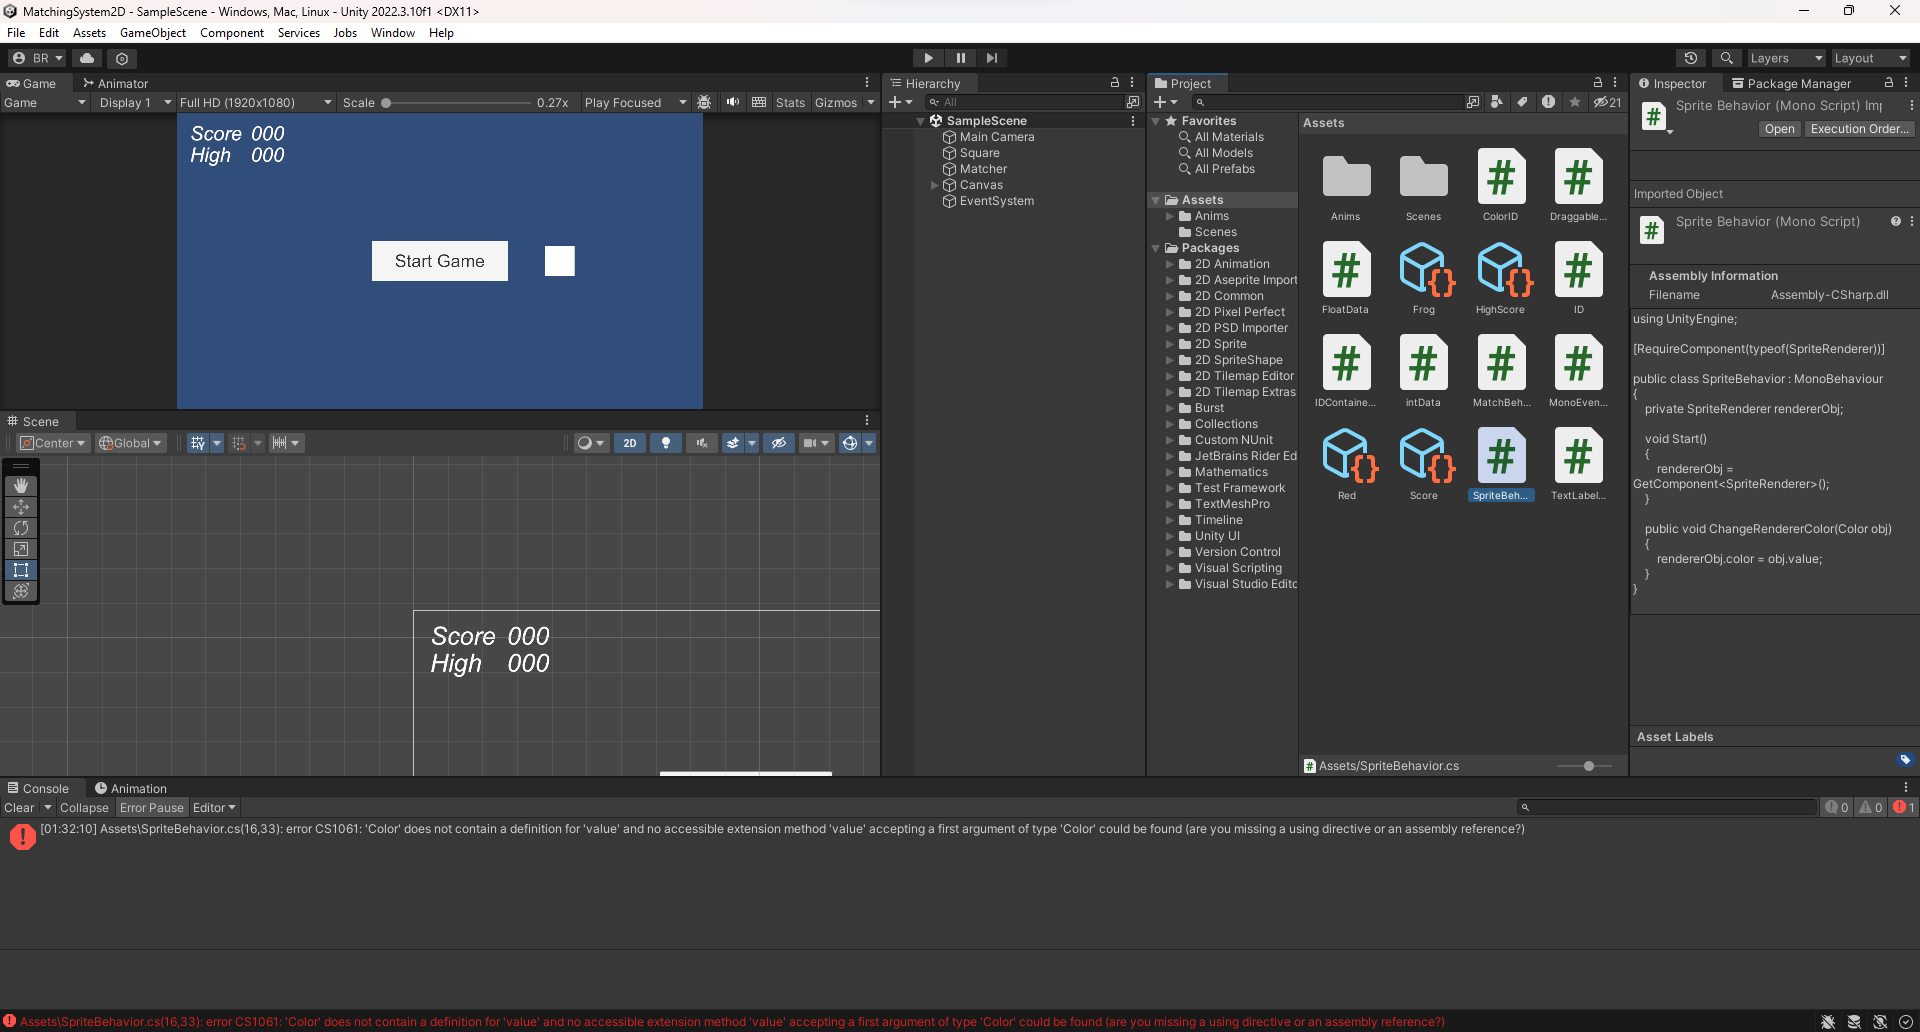 MatchingSystem2D - SampleScene - Windows, Mac, Linux - Unity 2022.3.10f1 <DX11>
File Edit Assets GameObject Component Services Jobs Window Help
BR
Layers
Layout
Game Animator
Game Display 1 Full HD (1920x1080) Scale 0.27x Play Focused Stats Gizmos
Score 000
High 000
Start Game
Scene
Center Global 2D
Score 000
High 000
Hierarchy
All
SampleScene
Main Camera
Square
Matcher
Canvas
EventSystem
Project
21
Favorites
All Materials
All Models
All Prefabs
Assets
Anims
Scenes
Packages
2D Animation
2D Aseprite Import
2D Common
2D Pixel Perfect
2D PSD Importer
2D Sprite
2D SpriteShape
2D Tilemap Editor
2D Tilemap Extras
Burst
Collections
Custom NUnit
JetBrains Rider Ed
Mathematics
Test Framework
TextMeshPro
Timeline
Unity UI
Version Control
Visual Scripting
Visual Studio Edito
Assets
Anims Scenes ColorID Draggable...
FloatData Frog HighScore ID
IDContaine... intData MatchBeh... MonoEven...
Red Score SpriteBeh... TextLabel...
Assets/SpriteBehavior.cs
Inspector Package Manager
Sprite Behavior (Mono Script) Imp
Open Execution Order...
Imported Object
Sprite Behavior (Mono Script)
Assembly Information
Filename Assembly-CSharp.dll
using UnityEngine;
[RequireComponent(typeof(SpriteRenderer))]
public class SpriteBehavior : MonoBehaviour
{
private SpriteRenderer rendererObj;
void Start()
{
rendererObj =
GetComponent<SpriteRenderer>();
}
public void ChangeRendererColor(Color obj)
{
rendererObj.color = obj.value;
}
}
Asset Labels
Console Animation
Clear Collapse Error Pause Editor
0 0 1
[01:32:10] Assets\SpriteBehavior.cs(16,33): error CS1061: 'Color' does not contain a definition for 'value' and no accessible extension method 'value' accepting a first argument of type 'Color' could be found (are you missing a using directive or an assembly reference?)
Assets\SpriteBehavior.cs(16,33): error CS1061: 'Color' does not contain a definition for 'value' and no accessible extension method 'value' accepting a first argument of type 'Color' could be found (are you missing a using directive or an assembly reference?)